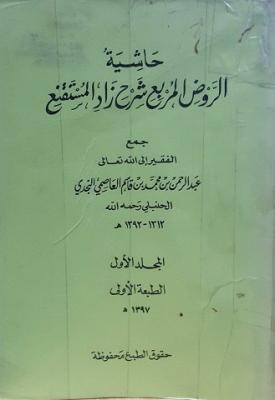 حاشية
الروض المربع شرح زاد المستقنع
جمع
الفقير إلى الله تعالى
عبد الرحمن بن محمد بن قاسم العاصمي النجدي
الحنبلي رحمه الله
١٣١٢-١٣٩٢ هـ
المجلد الأول
الطبعة الأولى
١٣٩٧ هـ
حقوق الطبع محفوظة